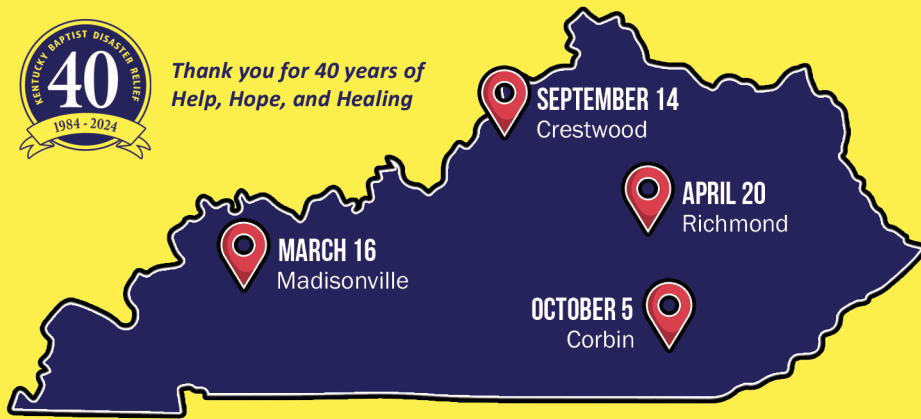 KENTUCKY BAPTIST DISASTER RELIEF
40
1984 - 2024
Thank you for 40 years of
Help, Hope, and Healing
SEPTEMBER 14
Crestwood
APRIL 20
Richmond
MARCH 16
Madisonville
OCTOBER 5
Corbin